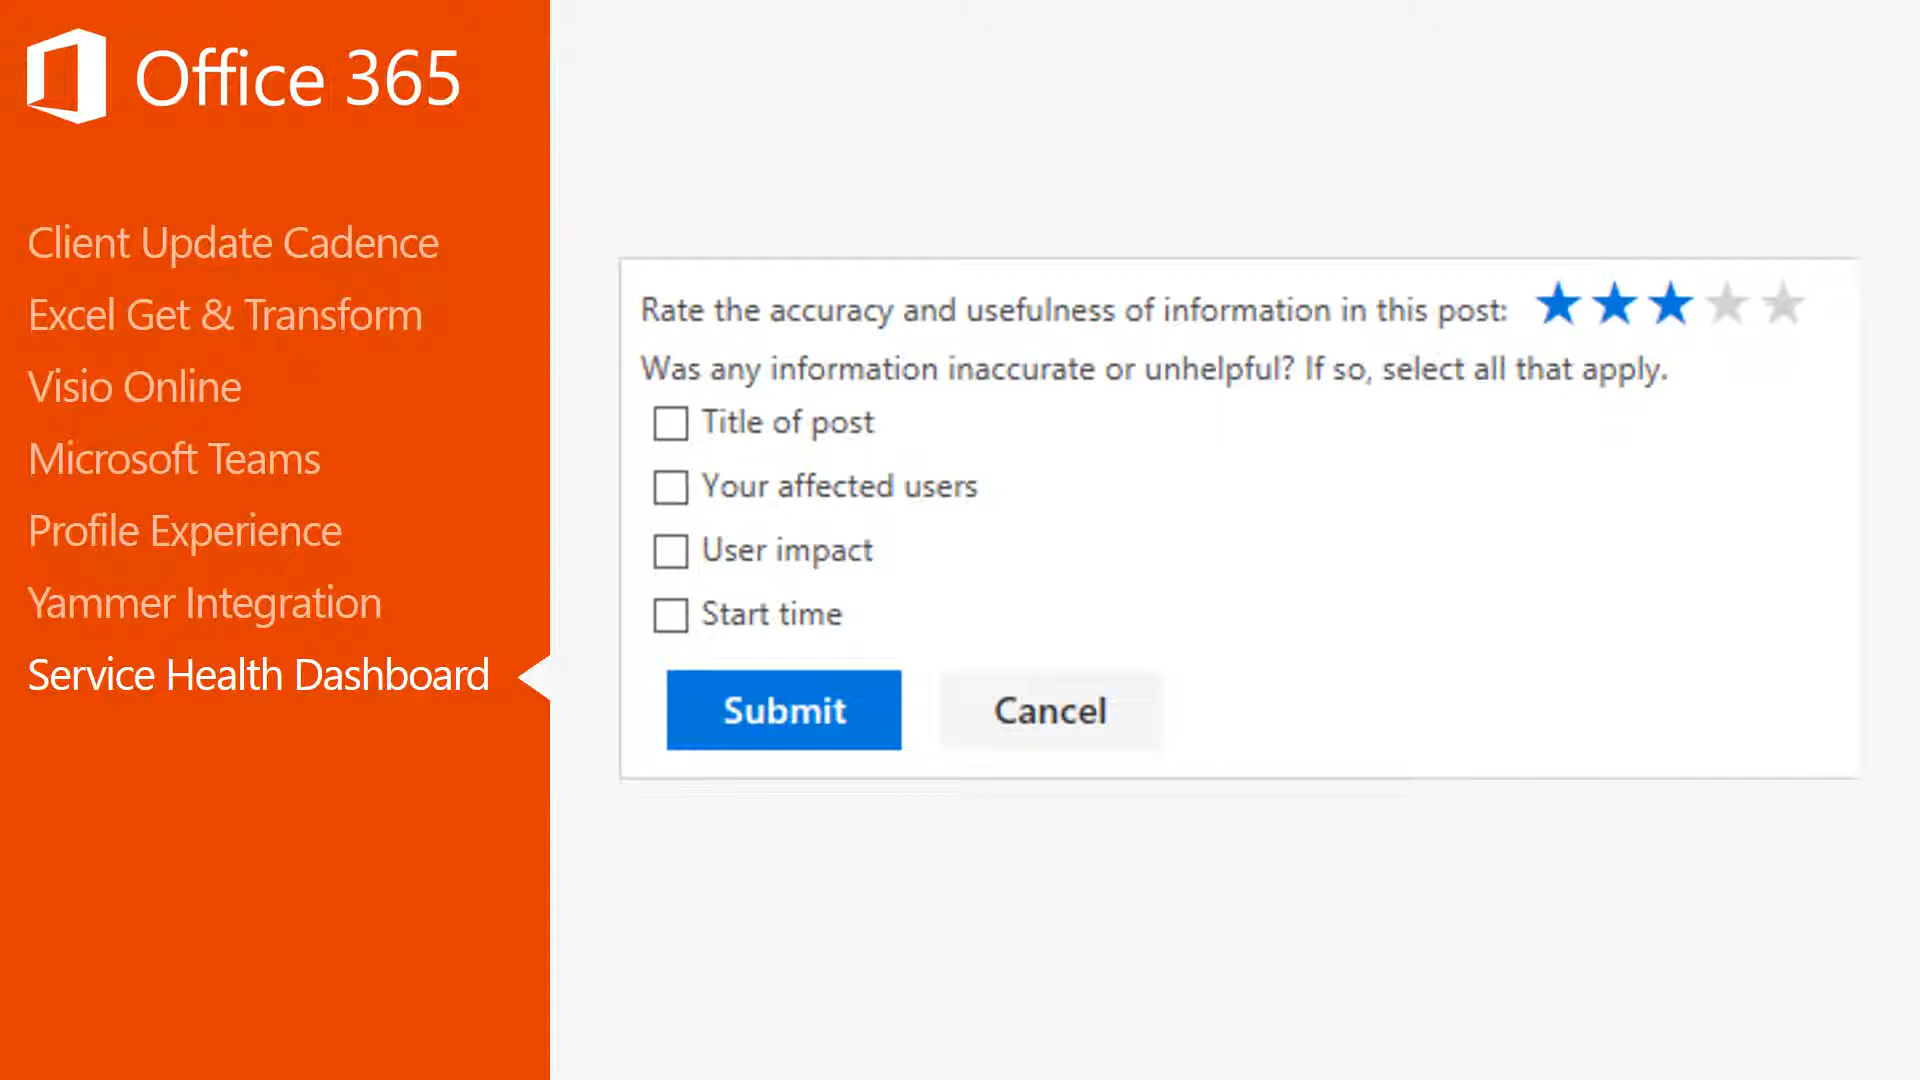 Office 365
Client Update Cadence
Excel Get & Transform
Visio Online
Microsoft Teams
Profile Experience
Yammer Integration
Service Health Dashboard
Rate the accuracy and usefulness of information in this post:
Was any information inaccurate or unhelpful? If so, select all that apply.
Title of post
Your affected users
User impact
Start time
Submit Cancel